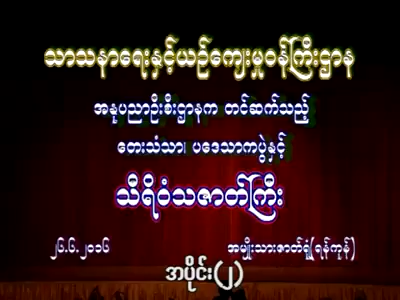 သာသနာရေးနှင့်ယဉ်ကျေးမှုဝန်ကြီးဌာန
အနုပညာဦးစီးဌာနက တင်ဆက်သည့်
တေးသံသာ၊ ပဒေသာကပွဲနှင့်
သီရိဝံသဇာတ်ကြီး
၂၆.၆.၂၀၁၆ အမျိုးသားဇာတ်ရုံ(ရန်ကုန်)
အပိုင်း(၂)